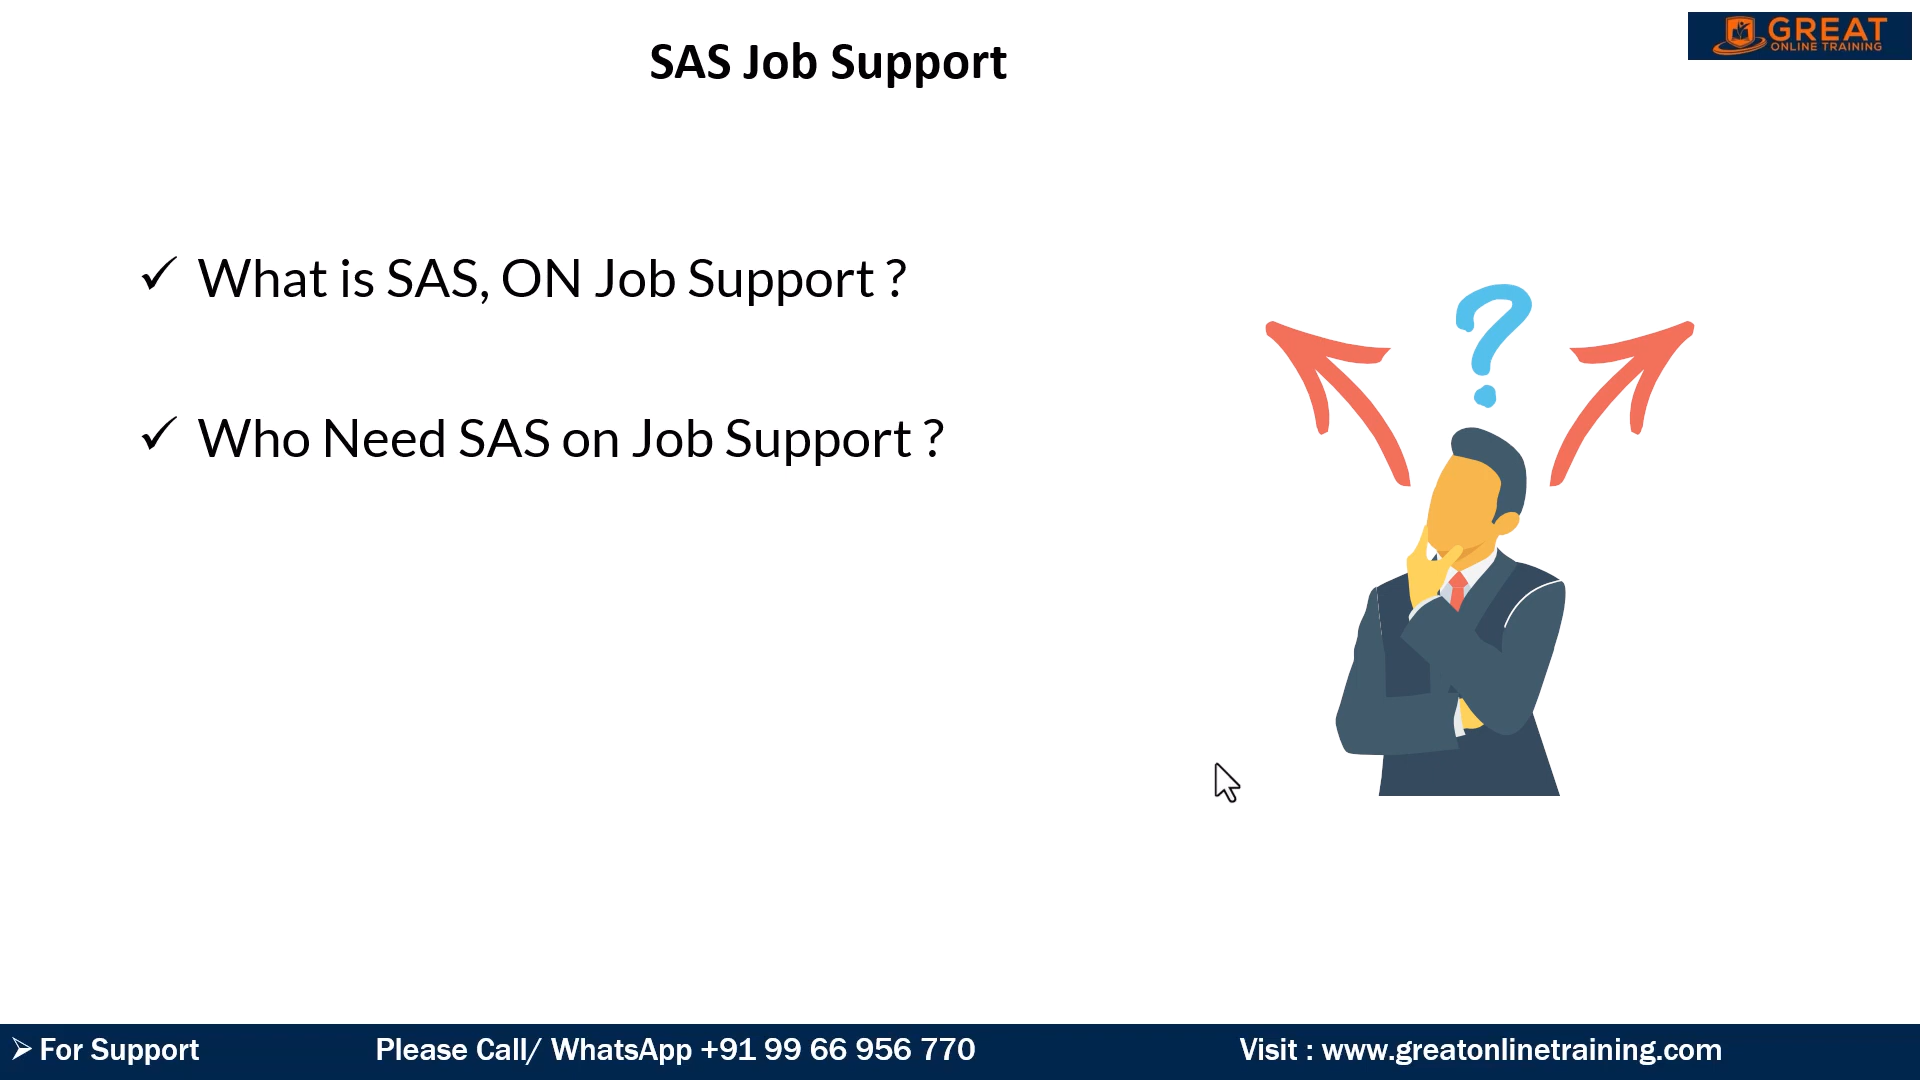 SAS Job Support
GREAT
ONLINE TRAINING
What is SAS, ON Job Support ?
Who Need SAS on Job Support ?
?
For Support Please Call/ WhatsApp +91 99 66 956 770 Visit : www.greatonlinetraining.com